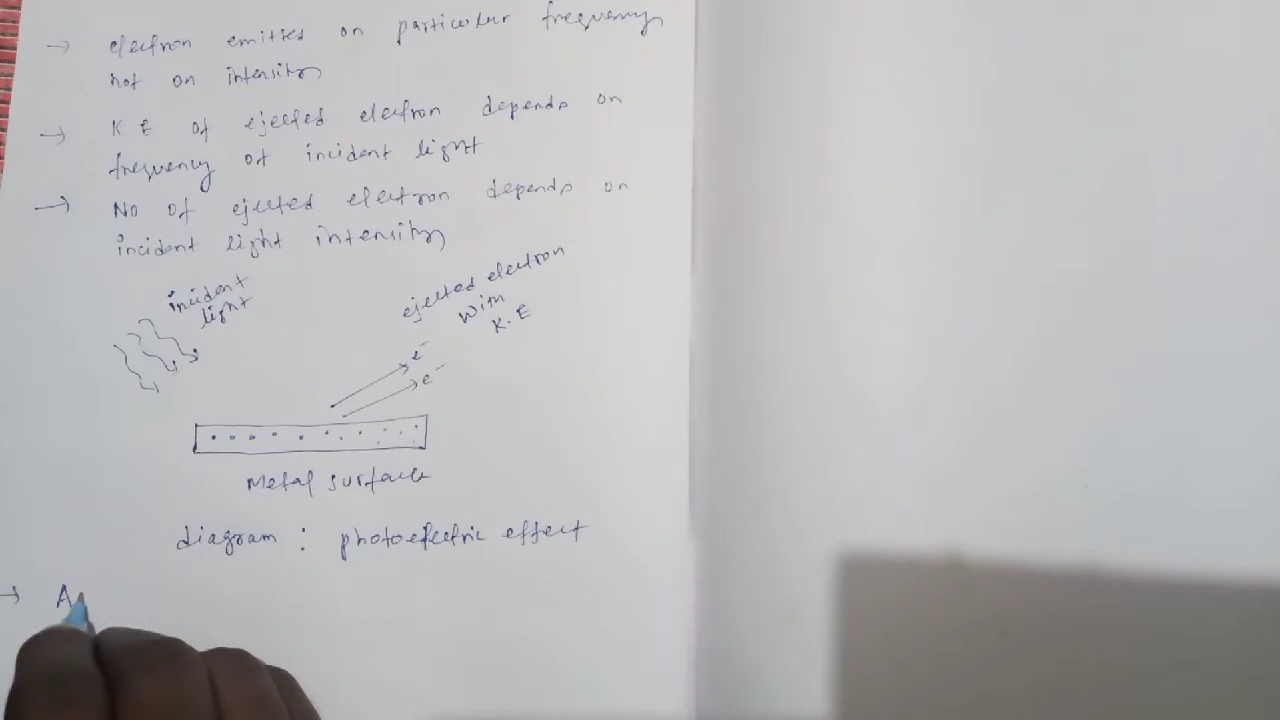 → electron emitted on particular frequency
not on intensity
→ K E of ejected electron depends on
frequency of incident light
→ No of ejected electron depends on
incident light intensity
incident
light
ejected electron
with
K.E
e⁻
e⁻
Metal surface
diagram : photoelectric effect
→ A